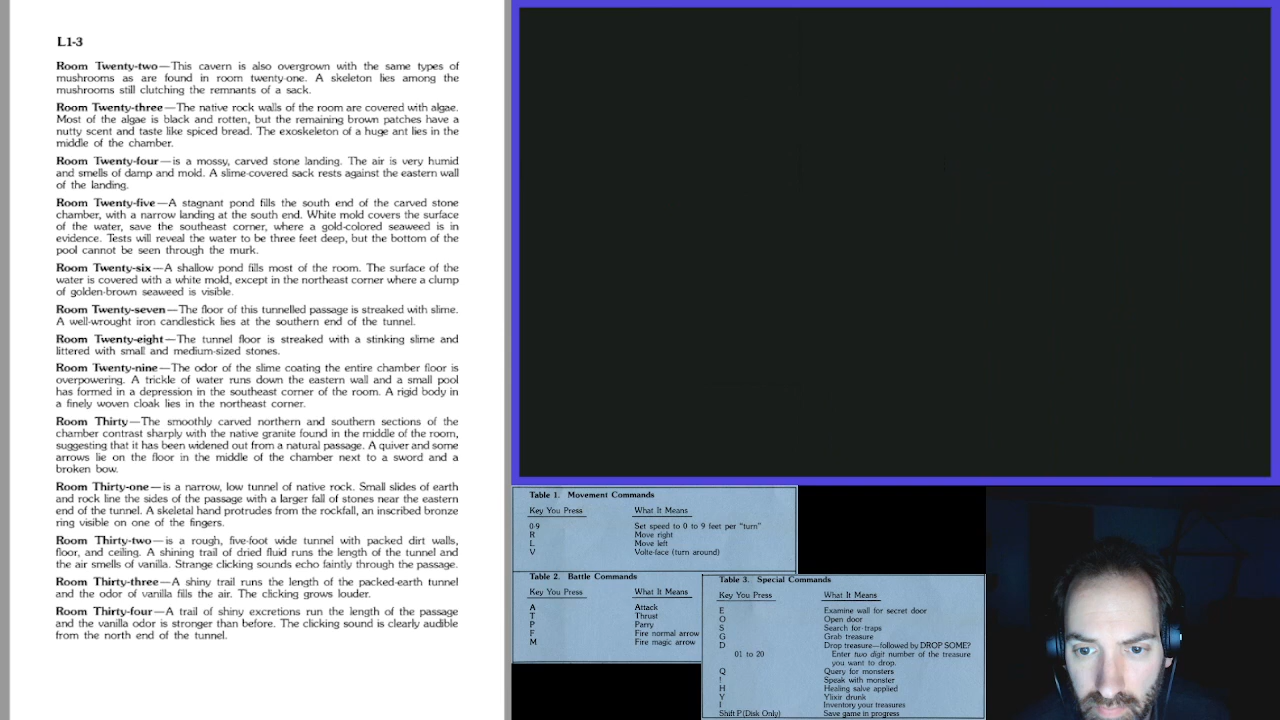 L1-3
Room Twenty-two—This cavern is also overgrown with the same types of
mushrooms as are found in room twenty-one. A skeleton lies among the
mushrooms still clutching the remnants of a sack.
Room Twenty-three—The native rock walls of the room are covered with algae.
Most of the algae is black and rotten, but the remaining brown patches have a
nutty scent and taste like spiced bread. The exoskeleton of a huge ant lies in the
middle of the chamber.
Room Twenty-four—is a mossy, carved stone landing. The air is very humid
and smells of damp and mold. A slime-covered sack rests against the eastern wall
of the landing.
Room Twenty-five—A stagnant pond fills the south end of the carved stone
chamber, with a narrow landing at the south end. White mold covers the surface
of the water, save the southeast corner, where a gold-colored seaweed is in
evidence. Tests will reveal the water to be three feet deep, but the bottom of the
pool cannot be seen through the murk.
Room Twenty-six—A shallow pond fills most of the room. The surface of the
water is covered with a white mold, except in the northeast corner where a clump
of golden-brown seaweed is visible.
Room Twenty-seven—The floor of this tunnelled passage is streaked with slime.
A well-wrought iron candlestick lies at the southern end of the tunnel.
Room Twenty-eight—The tunnel floor is streaked with a stinking slime and
littered with small and medium-sized stones.
Room Twenty-nine—The odor of the slime coating the entire chamber floor is
overpowering. A trickle of water runs down the eastern wall and a small pool
has formed in a depression in the southeast corner of the room. A rigid body in
a finely woven cloak lies in the northeast corner.
Room Thirty—The smoothly carved northern and southern sections of the
chamber contrast sharply with the native granite found in the middle of the room,
suggesting that it has been widened out from a natural passage. A quiver and some
arrows lie on the floor in the middle of the chamber next to a sword and a
broken bow.
Room Thirty-one—is a narrow, low tunnel of native rock. Small slides of earth
and rock line the sides of the passage with a larger fall of stones near the eastern
end of the tunnel. A skeletal hand protrudes from the rockfall, an inscribed bronze
ring visible on one of the fingers.
Room Thirty-two—is a rough, five-foot wide tunnel with packed dirt walls,
floor, and ceiling. A shining trail of dried fluid runs the length of the tunnel and
the air smells of vanilla. Strange clicking sounds echo faintly through the passage.
Room Thirty-three—A shiny trail runs the length of the packed-earth tunnel
and the odor of vanilla fills the air. The clicking grows louder.
Room Thirty-four—A trail of shiny excretions run the length of the passage
and the vanilla odor is stronger than before. The clicking sound is clearly audible
from the north end of the tunnel.
Table 1. Movement Commands
Key You Press What It Means
0-9 Set speed to 0 to 9 feet per "turn"
R Move right
L Move left
V Volte-face (turn around)
Table 2. Battle Commands
Key You Press What It Means
A Attack
T Thrust
P Parry
F Fire normal arrow
M Fire magic arrow
Table 3. Special Commands
Key You Press What It Means
E Examine wall for secret door
O Open door
S Search for-traps
G Grab treasure
D Drop treasure—followed by DROP SOME?
01 to 20 Enter two digit number of the treasure
you want to drop.
Q Query for monsters
! Speak with monster
H Healing salve applied
Y Ylixir drunk
I Inventory your treasures
Shift P (Disk Only) Save game in progress